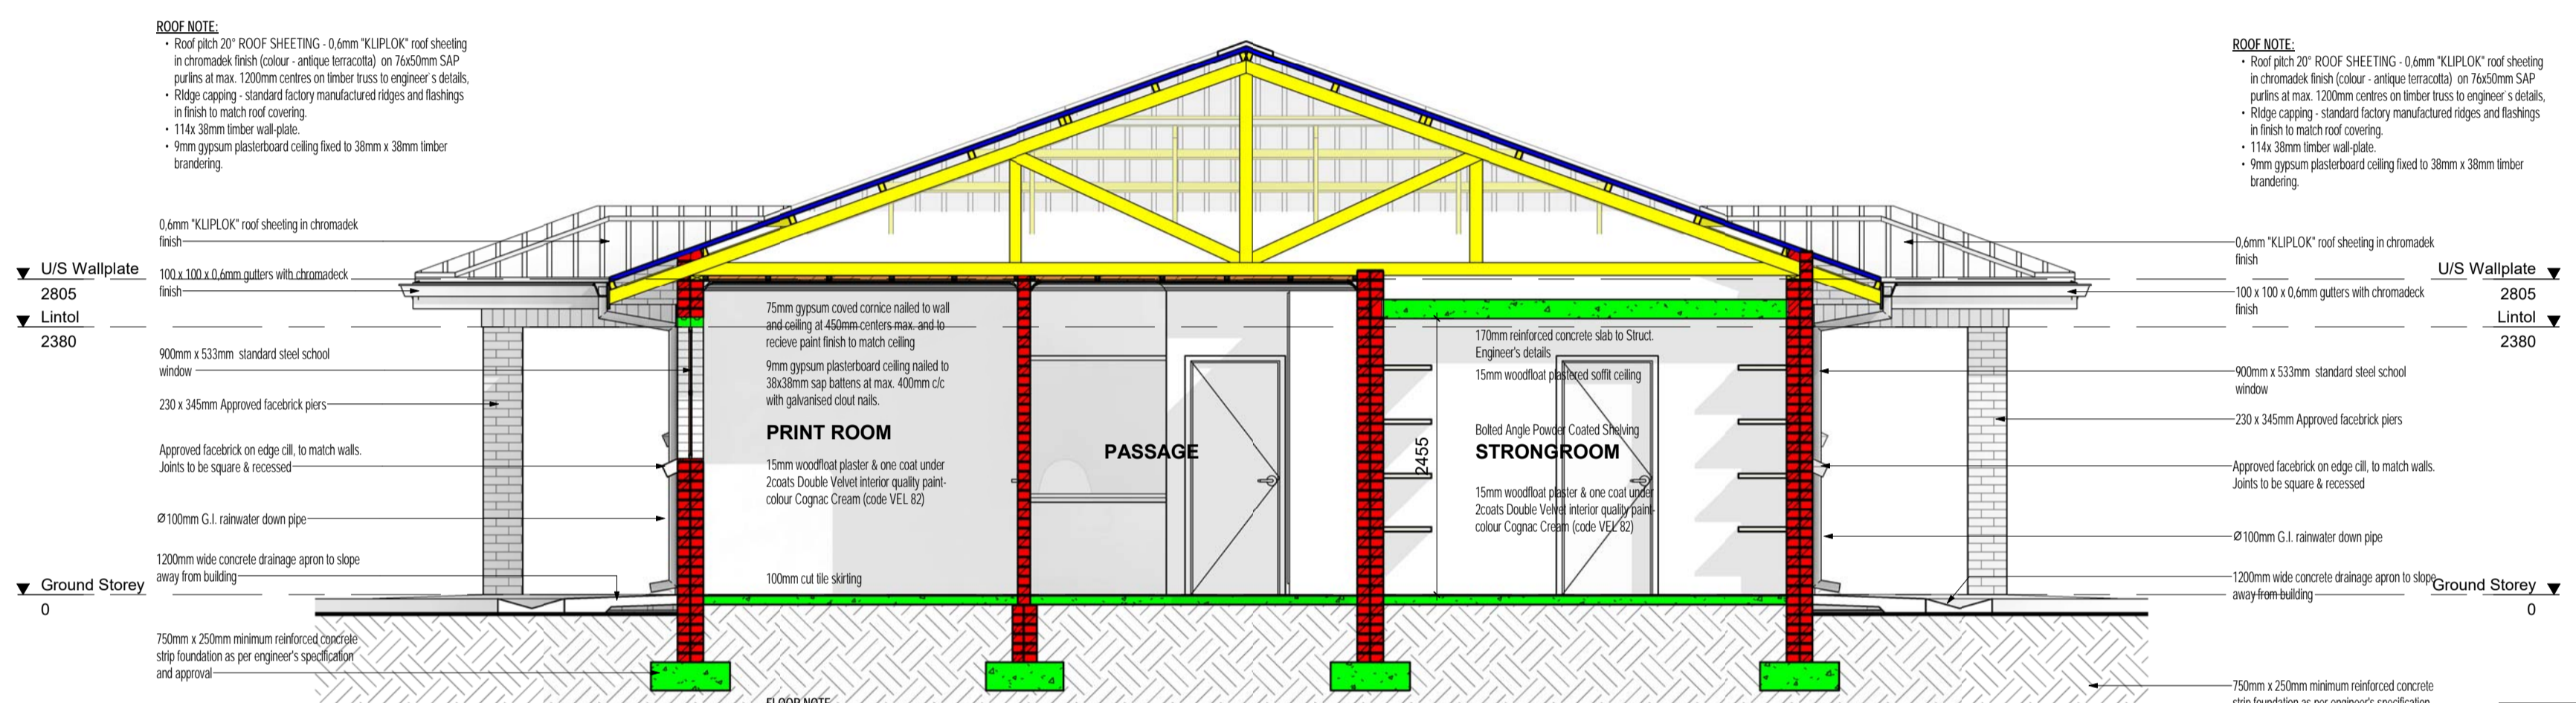 ROOF NOTE:
• Roof pitch 20° ROOF SHEETING - 0,6mm "KLIPLOK" roof sheeting
in chromadek finish (colour - antique terracotta) on 76x50mm SAP
purlins at max. 1200mm centres on timber truss to engineer`s details,
• RIdge capping - standard factory manufactured ridges and flashings
in finish to match roof covering.
• 114x 38mm timber wall-plate.
• 9mm gypsum plasterboard ceiling fixed to 38mm x 38mm timber
brandering.
0,6mm "KLIPLOK" roof sheeting in chromadek
finish
U/S Wallplate
2805
100 x 100 x 0,6mm gutters with chromadeck
finish
Lintol
2380
900mm x 533mm standard steel school
window
230 x 345mm Approved facebrick piers
Approved facebrick on edge cill, to match walls.
Joints to be square & recessed
Ø100mm G.I. rainwater down pipe
1200mm wide concrete drainage apron to slope
away from building
Ground Storey
0
750mm x 250mm minimum reinforced concrete
strip foundation as per engineer's specification
and approval
75mm gypsum coved cornice nailed to wall
and ceiling at 450mm centers max. and to
recieve paint finish to match ceiling
9mm gypsum plasterboard ceiling nailed to
38x38mm sap battens at max. 400mm c/c
with galvanised clout nails.
PRINT ROOM
15mm woodfloat plaster & one coat under
2coats Double Velvet interior quality paint-
colour Cognac Cream (code VEL 82)
100mm cut tile skirting
FLOOR NOTE
PASSAGE
2455
170mm reinforced concrete slab to Struct.
Engineer's details
15mm woodfloat plastered soffit ceiling
Bolted Angle Powder Coated Shelving
STRONGROOM
15mm woodfloat plaster & one coat under
2coats Double Velvet interior quality paint-
colour Cognac Cream (code VEL 82)
ROOF NOTE:
• Roof pitch 20° ROOF SHEETING - 0,6mm "KLIPLOK" roof sheeting
in chromadek finish (colour - antique terracotta) on 76x50mm SAP
purlins at max. 1200mm centres on timber truss to engineer`s details,
• RIdge capping - standard factory manufactured ridges and flashings
in finish to match roof covering.
• 114x 38mm timber wall-plate.
• 9mm gypsum plasterboard ceiling fixed to 38mm x 38mm timber
brandering.
0,6mm "KLIPLOK" roof sheeting in chromadek
finish
U/S Wallplate
2805
100 x 100 x 0,6mm gutters with chromadeck
finish
Lintol
2380
900mm x 533mm standard steel school
window
230 x 345mm Approved facebrick piers
Approved facebrick on edge cill, to match walls.
Joints to be square & recessed
Ø100mm G.I. rainwater down pipe
1200mm wide concrete drainage apron to slope
away from building
Ground Storey
0
750mm x 250mm minimum reinforced concrete
strip foundation as per engineer's specification